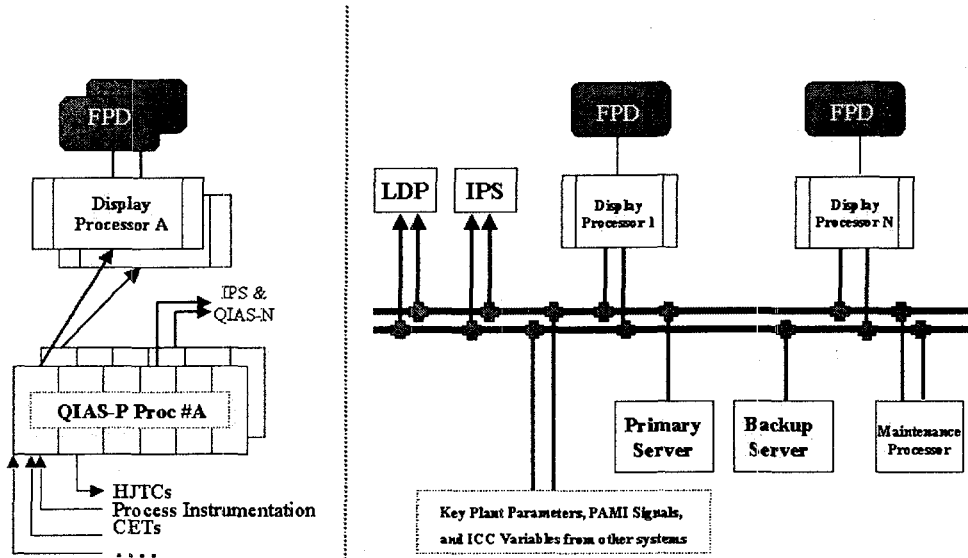 FPD
Display
Processor A
IPS &
QIAS-N
QIAS-P Proc #A
HJTCs
Process Instrumentation
CETs
....
FPD
FPD
LDP
IPS
Display
Processor 1
Display
Processor N
Primary
Server
Backup
Server
Maintenance
Processor
Key Plant Parameters, PAMI Signals,
and ICC Variables from other systems